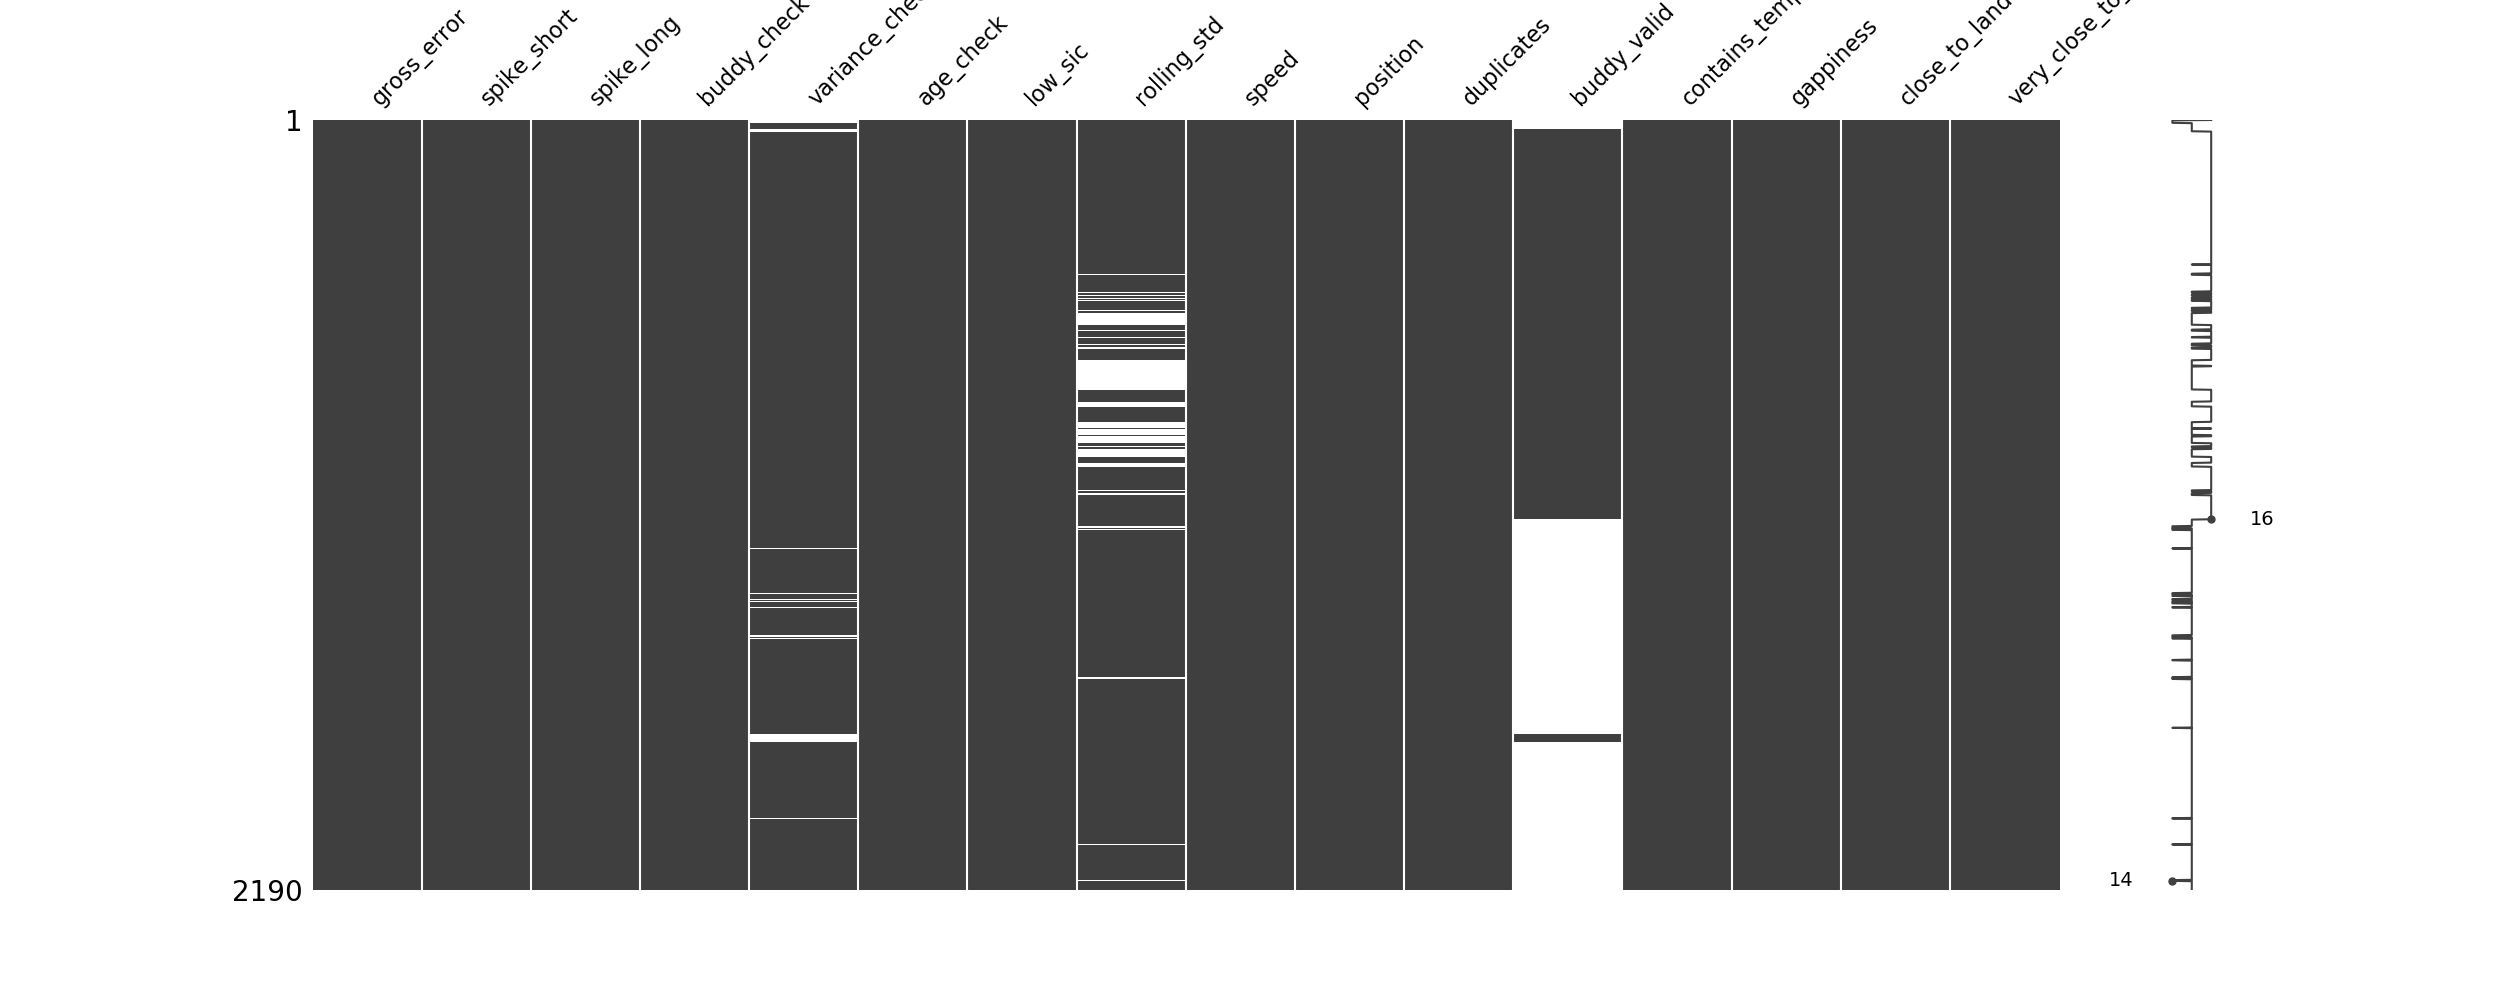 gross_error
spike_short
spike_long
buddy_check
variance_che
age_check
low_sic
rolling_std
speed
position
duplicates
buddy_valid
contains_temp
gappiness
close_to_land
very_close_to_
1
16
14
2190